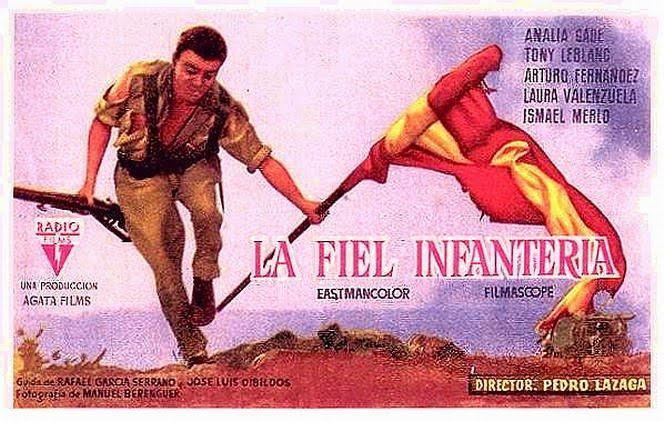 ANALIA GADE
TONY LEBLANC
ARTURO FERNANDEZ
LAURA VALENZUELA
ISMAEL MERLO
RADIO
FILMS
UNA PRODUCCION
AGATA FILMS
LA FIEL INFANTERIA
EASTMANCOLOR FILMASCOPE
Guión de RAFAEL GARCIA SERRANO y JOSE LUIS DIBILDOS
Fotografía de MANUEL BERENGUER
DIRECTOR: PEDRO LAZAGA